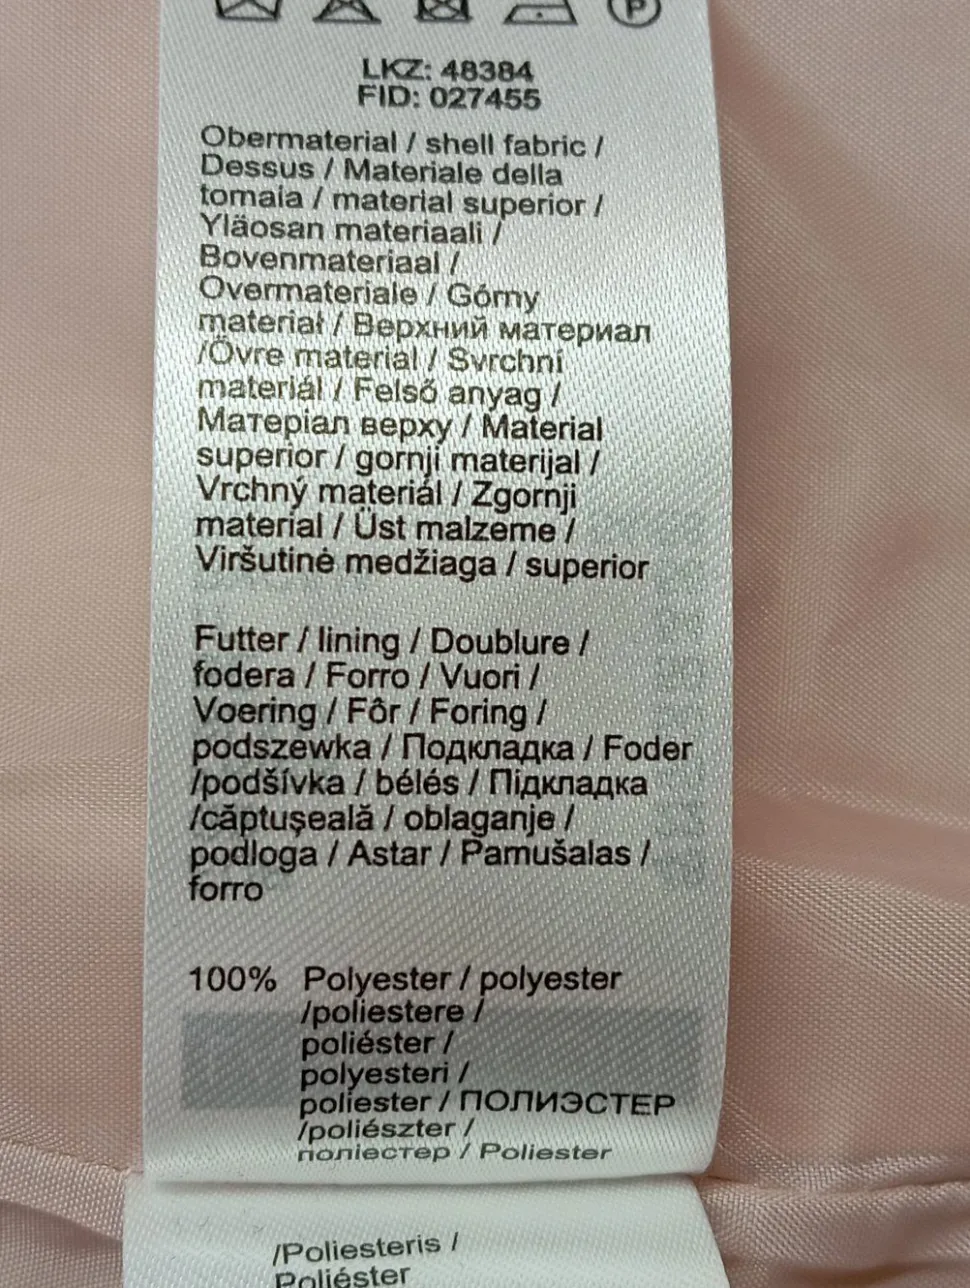 P
LKZ: 48384
FID: 027455
Obermaterial / shell fabric /
Dessus / Materiale della
tomaia / material superior /
Yläosan materiaali /
Bovenmateriaal /
Overmateriale / Górny
materiał / Верхний материал
/Övre material / Svrchní
materiál / Felső anyag /
Матеріал верху / Material
superior / gornji materijal /
Vrchný materiál / Zgornji
material / Üst malzeme /
Viršutinė medžiaga / superior
Futter / lining / Doublure /
fodera / Forro / Vuori /
Voering / Fôr / Foring /
podszewka / Подкладка / Foder
/podšívka / bélés / Підкладка
/căptușeală / oblaganje /
podloga / Astar / Pamušalas /
forro
100% Polyester / polyester
/poliestere /
poliéster /
polyesteri /
poliester / ПОЛИЭСТЕР
/poliészter /
поліестер / Poliester
/Poliesteris /
Poliéster